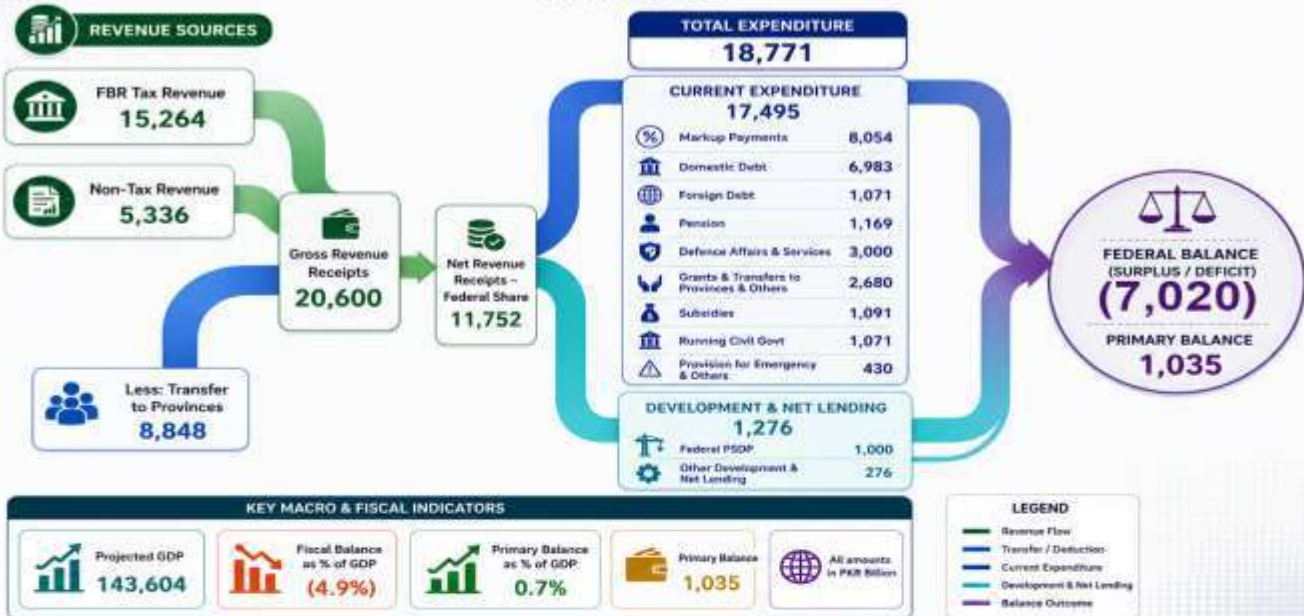 REVENUE SOURCES
FBR Tax Revenue
15,264
Non-Tax Revenue
5,336
Less: Transfer
to Provinces
8,848
Gross Revenue
Receipts
20,600
Net Revenue
Receipts –
Federal Share
11,752
TOTAL EXPENDITURE
18,771
CURRENT EXPENDITURE
17,495
Markup Payments 8,054
Domestic Debt 6,983
Foreign Debt 1,071
Pension 1,169
Defence Affairs & Services 3,000
Grants & Transfers to
Provinces & Others 2,680
Subsidies 1,091
Running Civil Govt 1,071
Provision for Emergency
& Others 430
DEVELOPMENT & NET LENDING
1,276
Federal PSDP 1,000
Other Development &
Net Lending 276
FEDERAL BALANCE
(SURPLUS / DEFICIT)
(7,020)
PRIMARY BALANCE
1,035
KEY MACRO & FISCAL INDICATORS
Projected GDP
143,604
Fiscal Balance
as % of GDP
(4.9%)
Primary Balance
as % of GDP
0.7%
Primary Balance
1,035
All amounts
in PKR Billion
LEGEND
Revenue Flow
Transfer / Deduction
Current Expenditure
Development & Net Lending
Balance Outcome